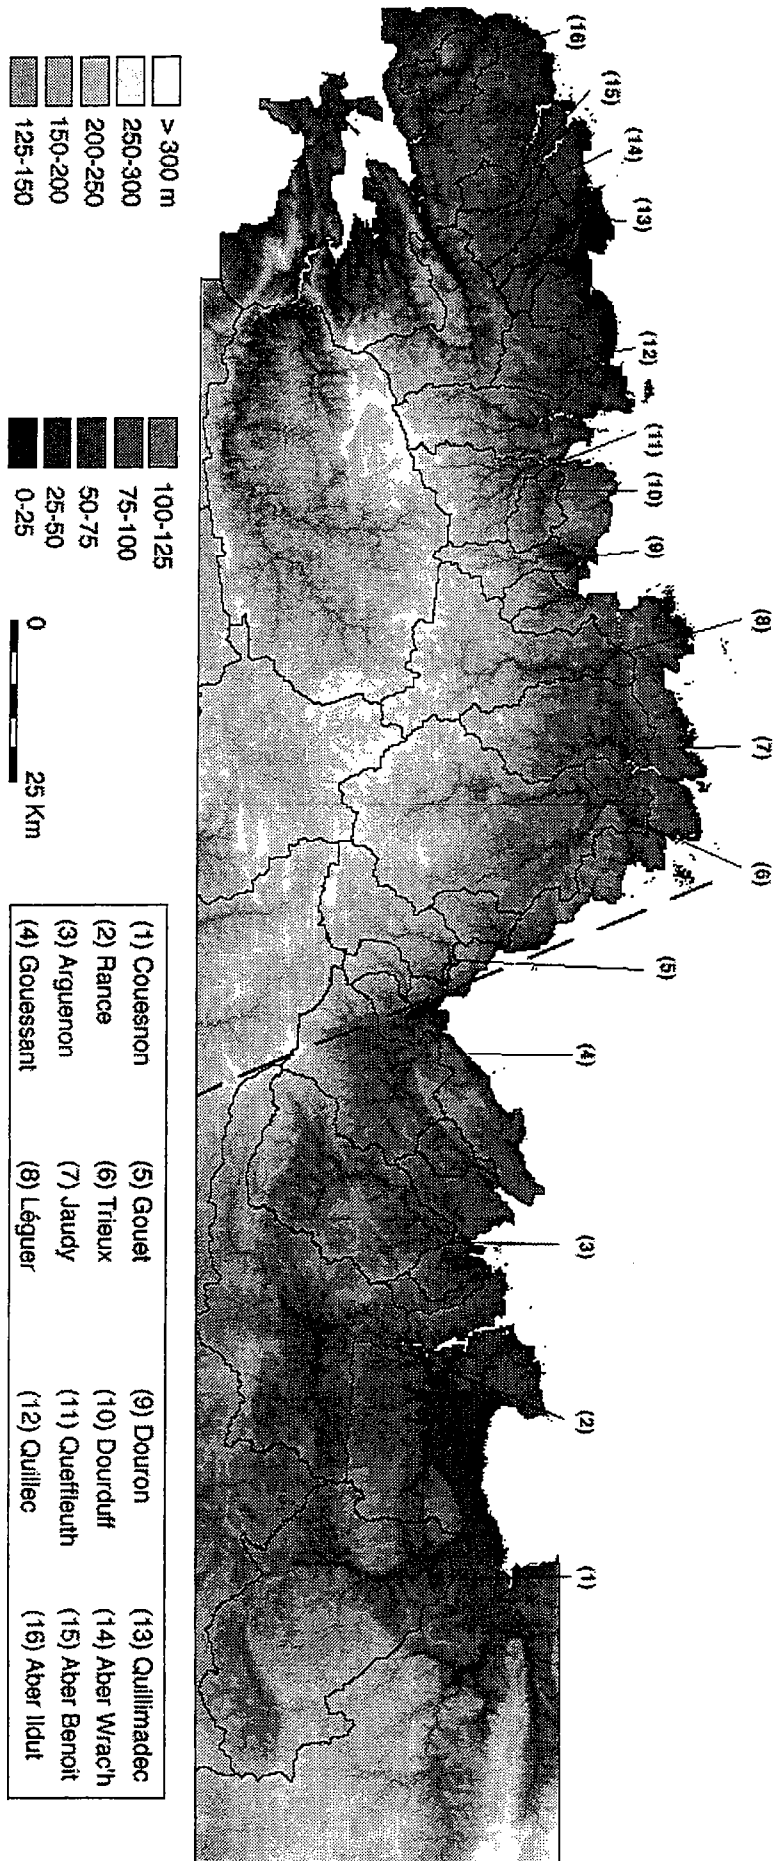 (16)
(15)
(14)
(13)
(12)
(11)
(10)
(9)
(8)
(7)
(6)
(5)
(4)
(3)
(2)
(1)
> 300 m
250-300
200-250
150-200
125-150
100-125
75-100
50-75
25-50
0-25
0 25 Km
(1) Couesnon
(2) Rance
(3) Arguenon
(4) Gouessant
(5) Gouet
(6) Trieux
(7) Jaudy
(8) Léguer
(9) Douron
(10) Dourduff
(11) Queffleuth
(12) Quillec
(13) Quillimadec
(14) Aber Wrac'h
(15) Aber Benoit
(16) Aber Ildut